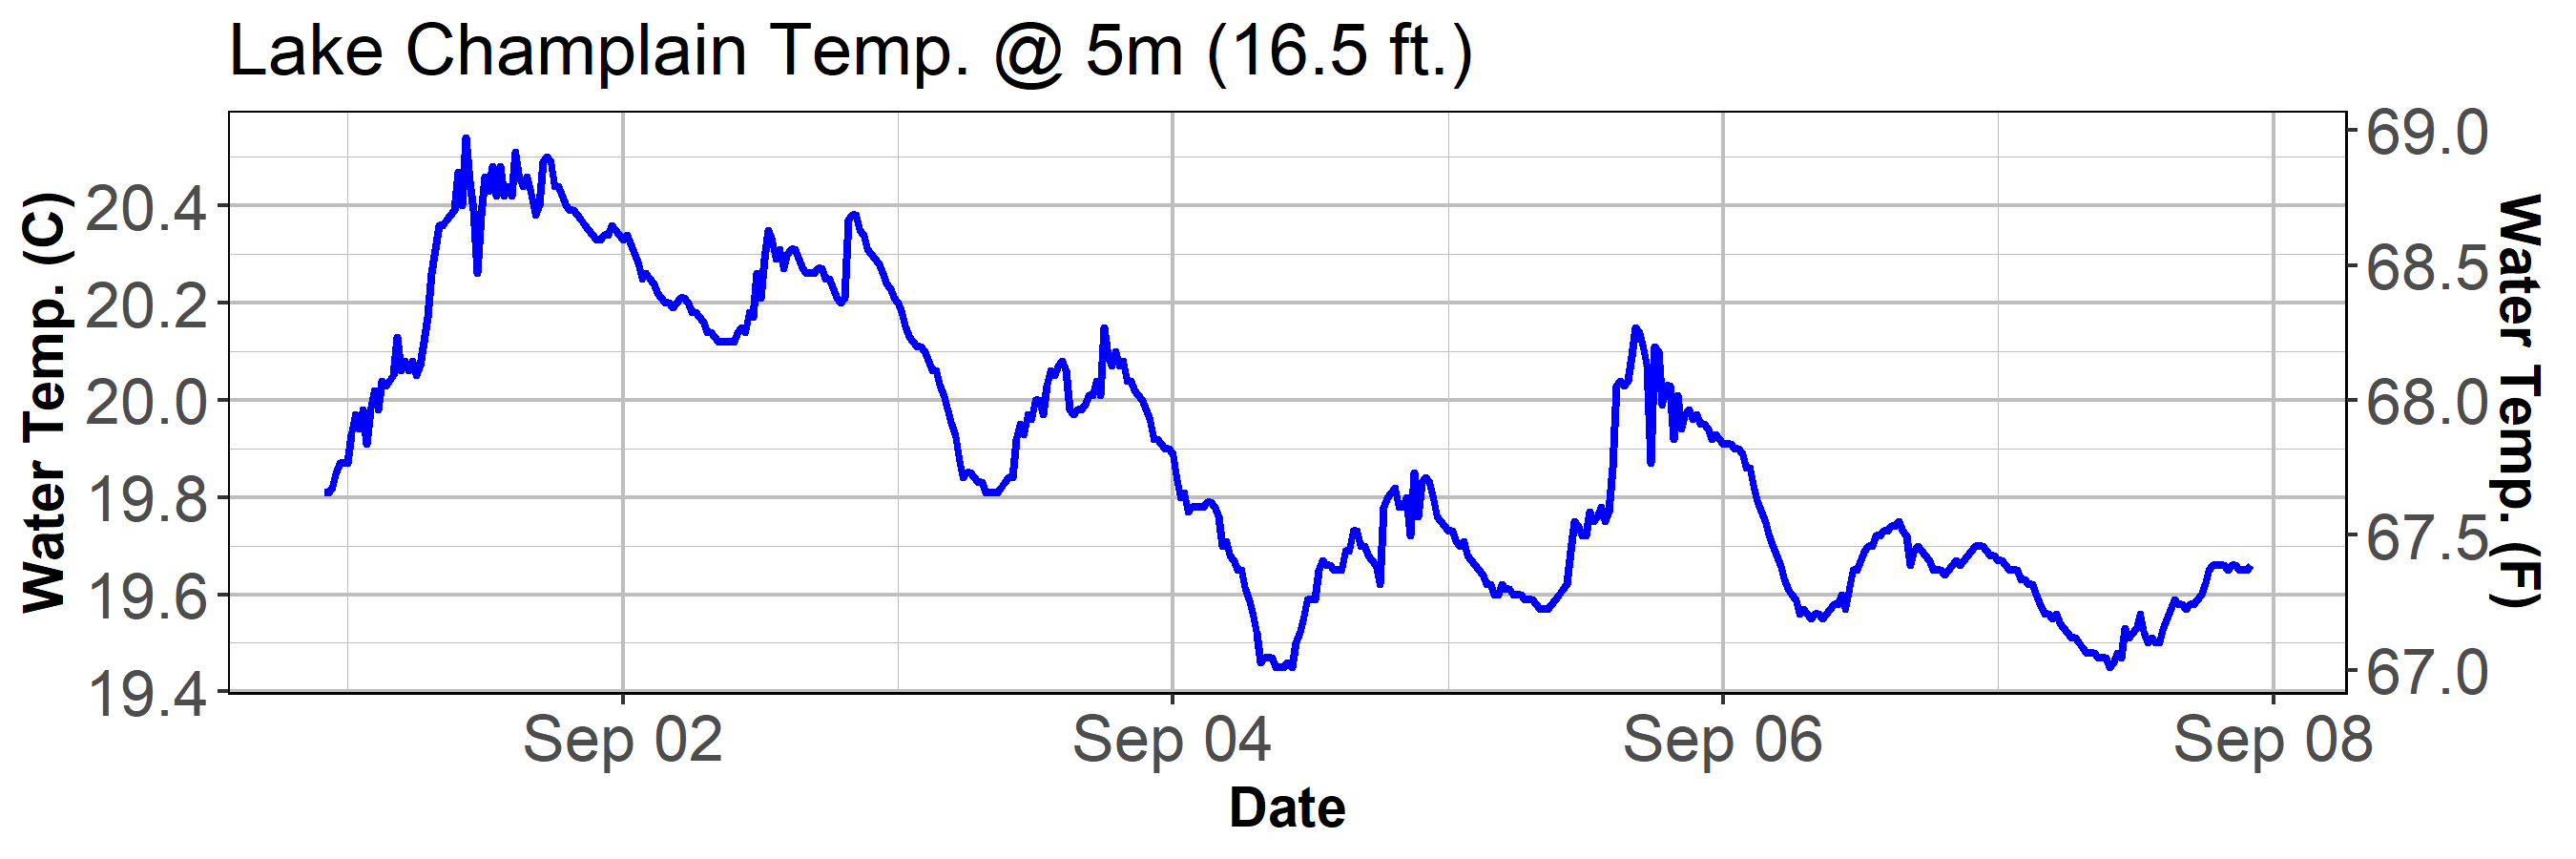 Lake Champlain Temp. @ 5m (16.5 ft.)
Water Temp. (C)
20.4
20.2
20.0
19.8
19.6
19.4
69.0
68.5
68.0
67.5
67.0
Water Temp. (F)
Sep 02 Sep 04 Sep 06 Sep 08
Date